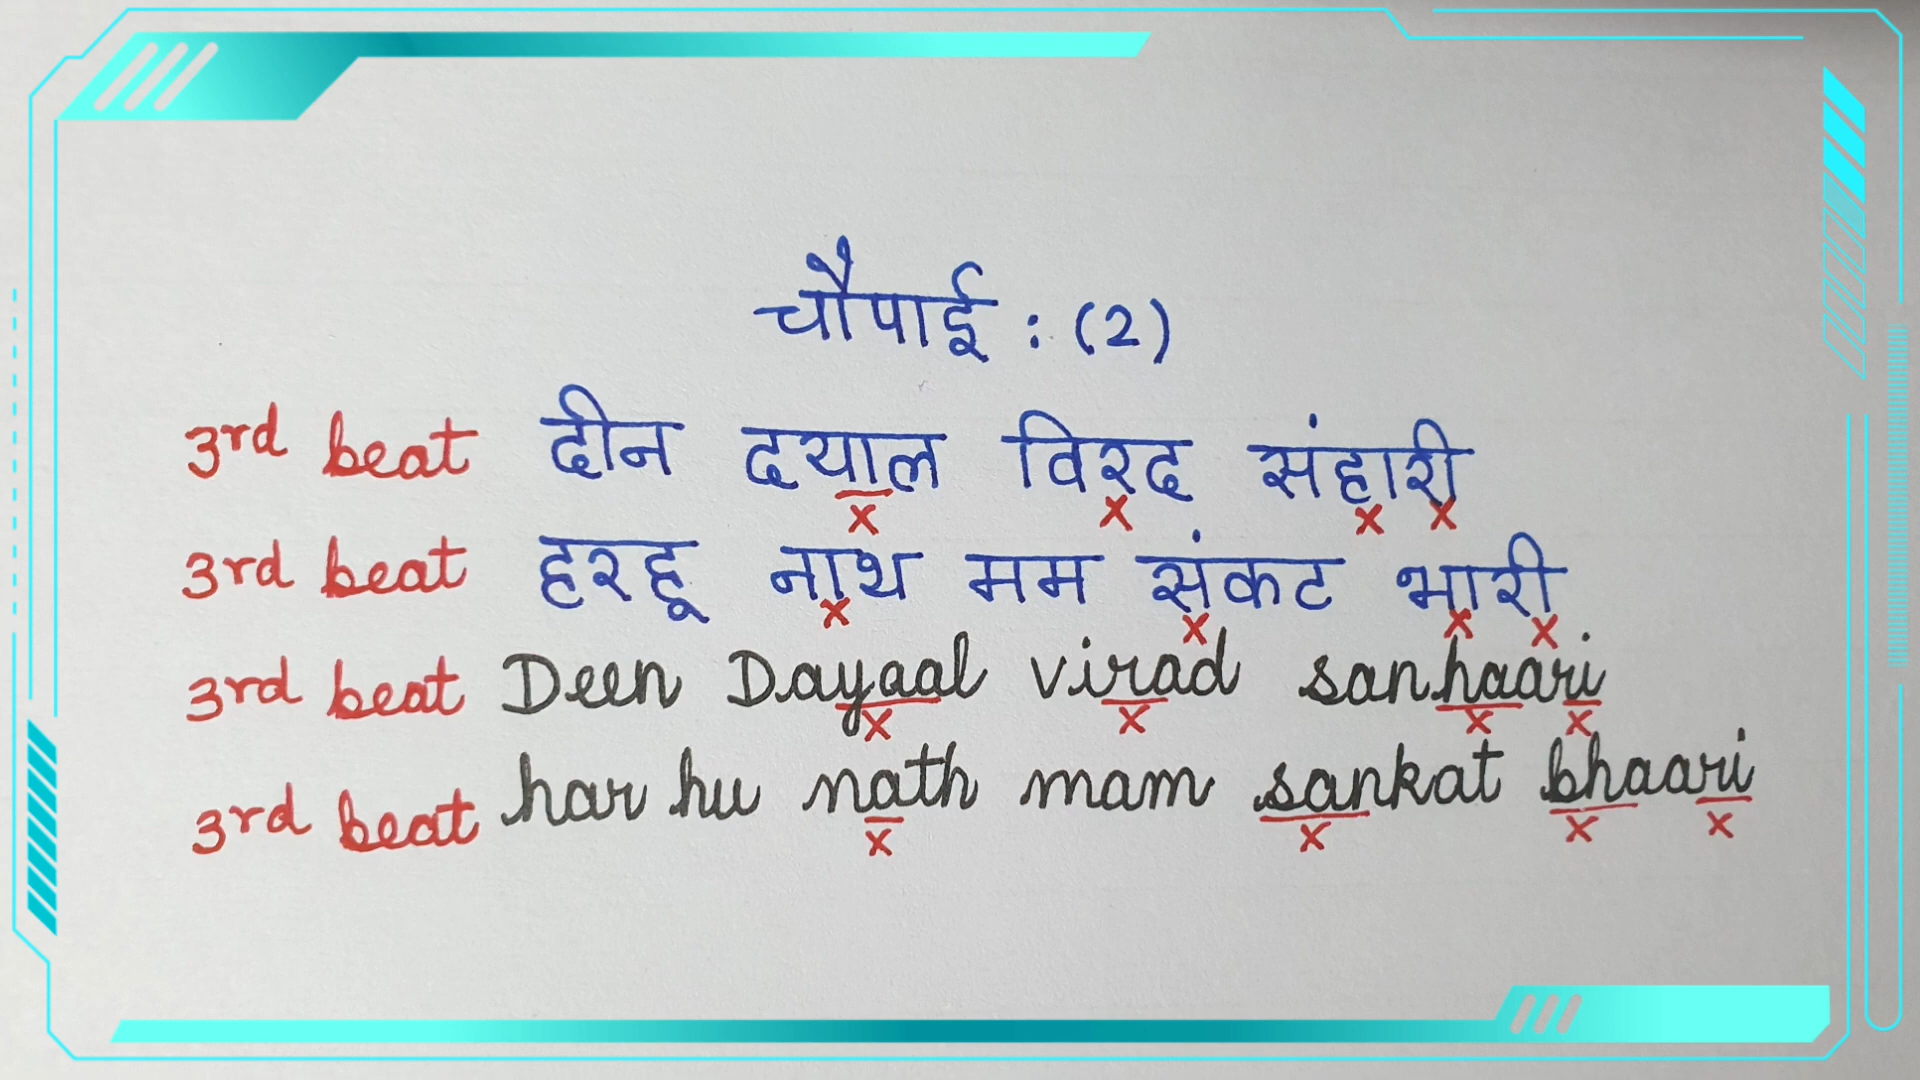 चौपाई : (2)
3rd beat दीन दयाल विरद संहारी
x x x x
3rd beat हरहू नाथ मम संकट भारी
x x x x
3rd beat Deen Dayaal virad sanhaari
x x x x
3rd beat har hu nath mam sankat bhaari
x x x x